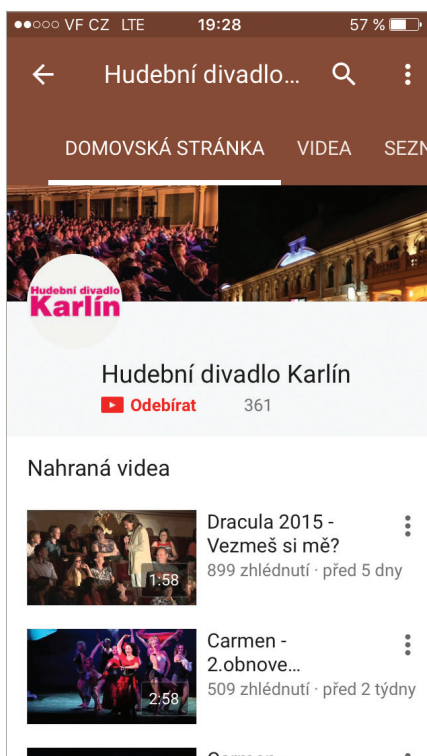 VF CZ LTE 19:28 57 %
Hudební divadlo...
DOMOVSKÁ STRÁNKA VIDEA SEZN
Hudební divadlo
Karlín
Hudební divadlo Karlín
Odebírat 361
Nahraná videa
Dracula 2015 -
Vezmeš si mě?
899 zhlédnutí · před 5 dny
1:58
Carmen -
2.obnove...
509 zhlédnutí · před 2 týdny
2:58